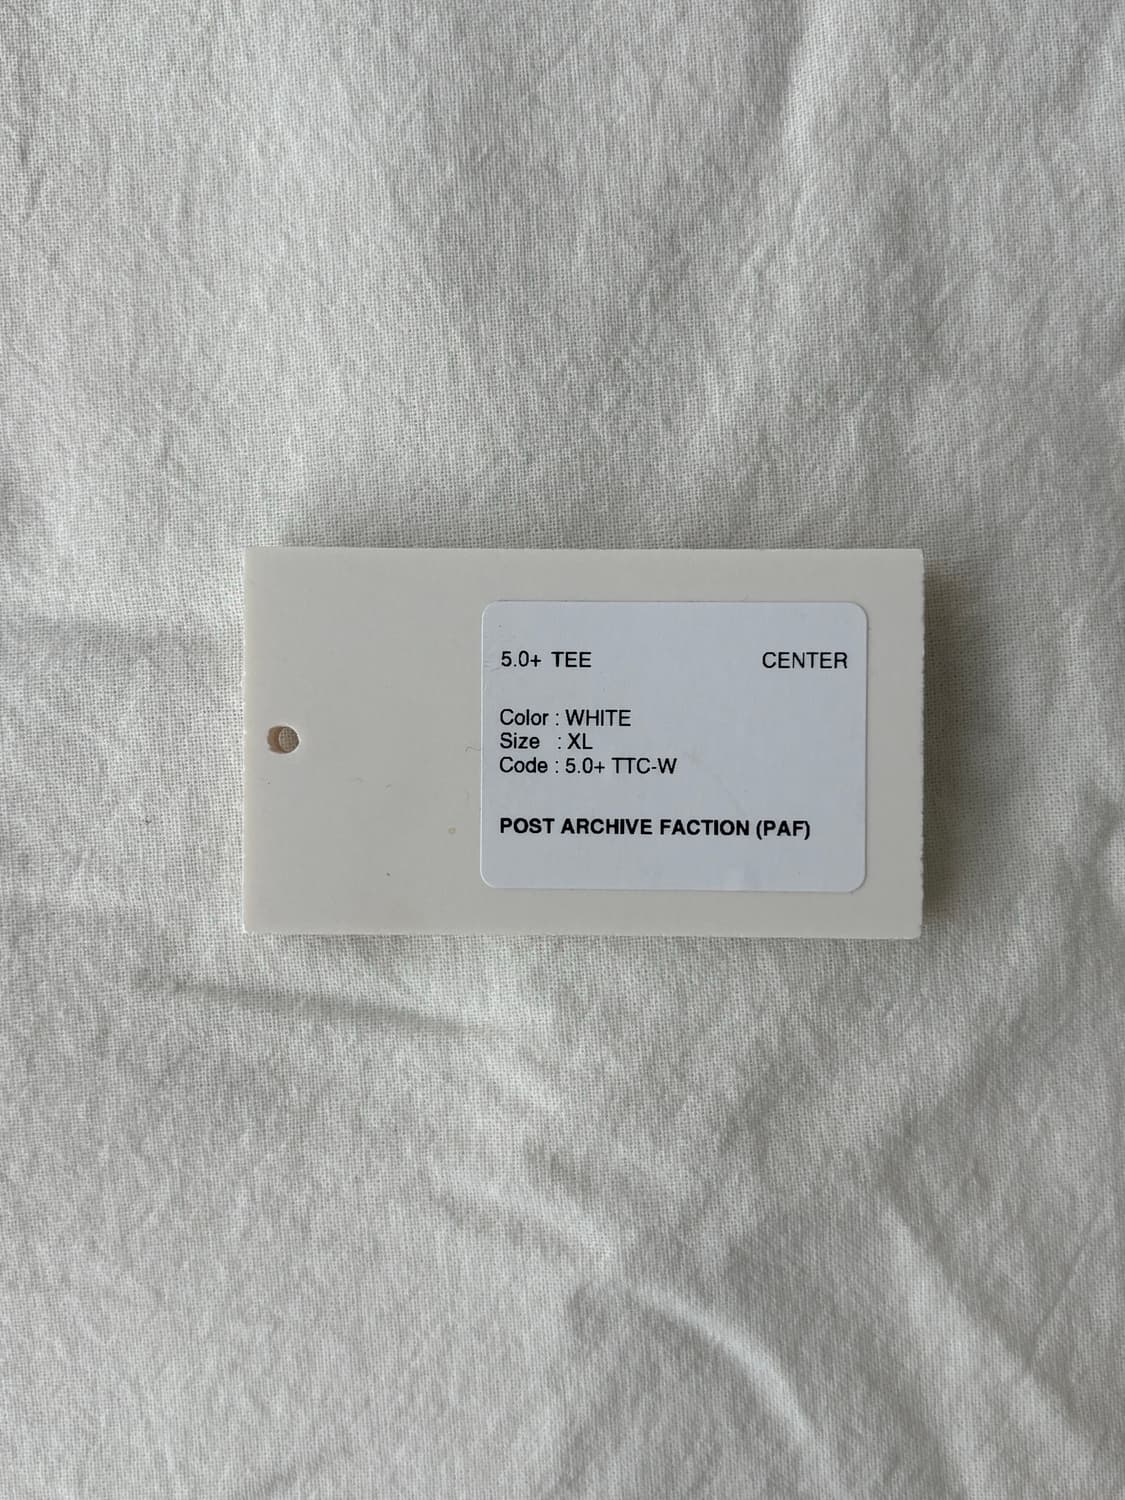 5.0+ TEE CENTER
Color : WHITE
Size : XL
Code : 5.0+ TTC-W
POST ARCHIVE FACTION (PAF)